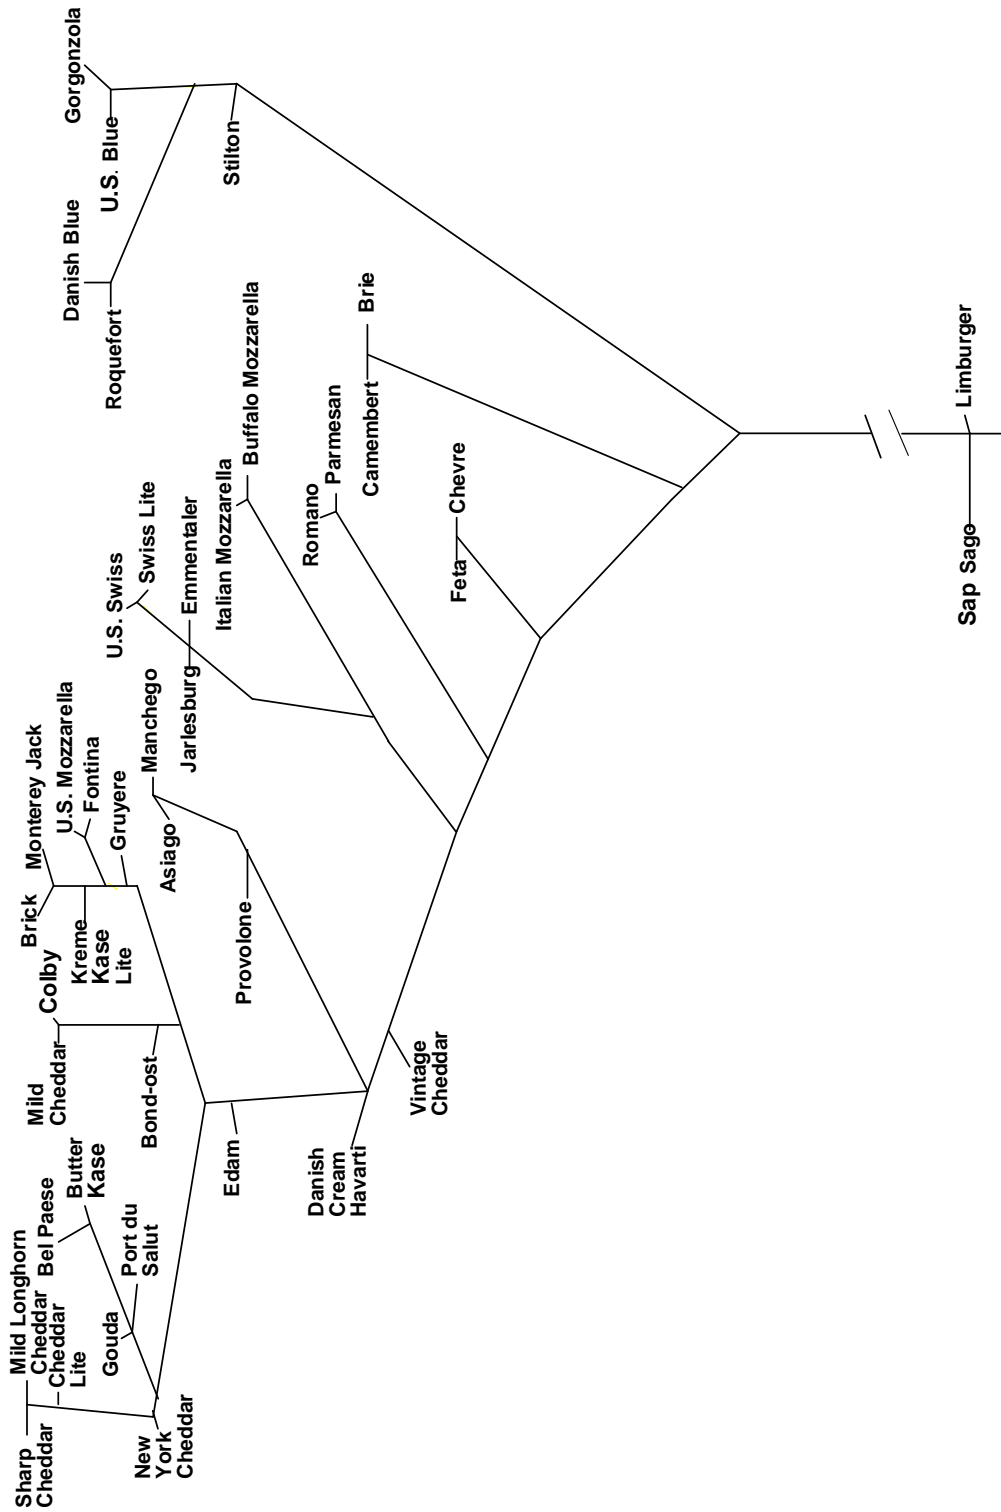 Gorgonzola
U.S. Blue
Danish Blue
Roquefort
Stilton
Buffalo Mozzarella
Italian Mozzarella
Brie
Camembert
Parmesan
Romano
Chevre
Feta
Limburger
Sap Sago
Swiss Lite
U.S. Swiss
Emmentaler
Jarlesburg
Manchego
Asiago
Provolone
Monterey Jack
Brick
U.S. Mozzarella
Fontina
Gruyere
Kreme
Kase
Lite
Colby
Mild
Cheddar
Bond-ost
Edam
Vintage
Cheddar
Danish
Cream
Havarti
Butter
Kase
Bel Paese
Port du
Salut
Gouda
Mild Longhorn
Cheddar
Cheddar
Lite
Sharp
Cheddar
New
York
Cheddar